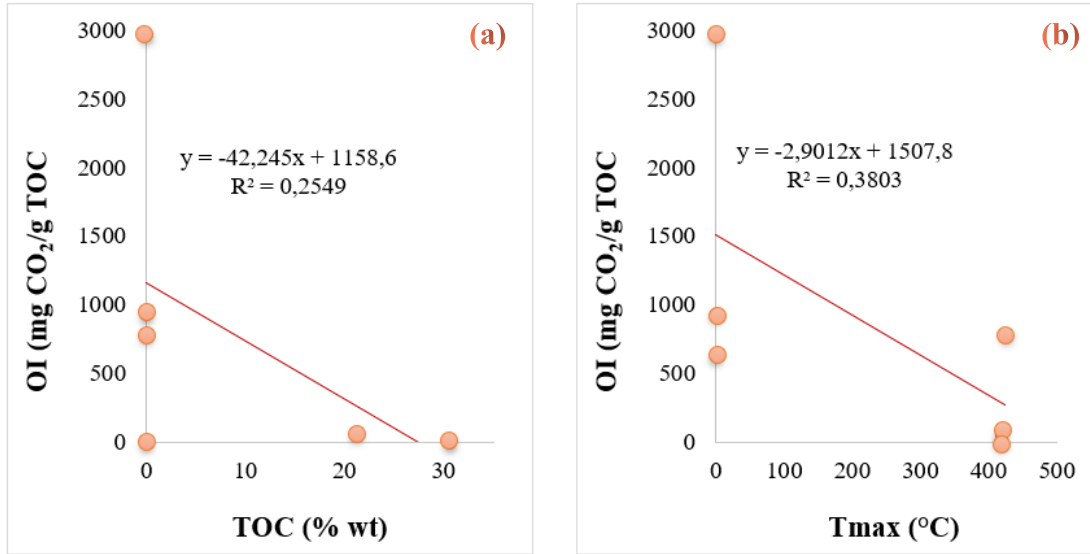 (a)
3000
2500
2000
1500
1000
500
0
y = -42,245x + 1158,6
R² = 0,2549
OI (mg CO₂/g TOC
0 10 20 30
TOC (% wt)
(b)
3000
2500
2000
1500
1000
500
0
y = -2,9012x + 1507,8
R² = 0,3803
OI (mg CO₂/g TOC
0 100 200 300 400 500
Tmax (°C)